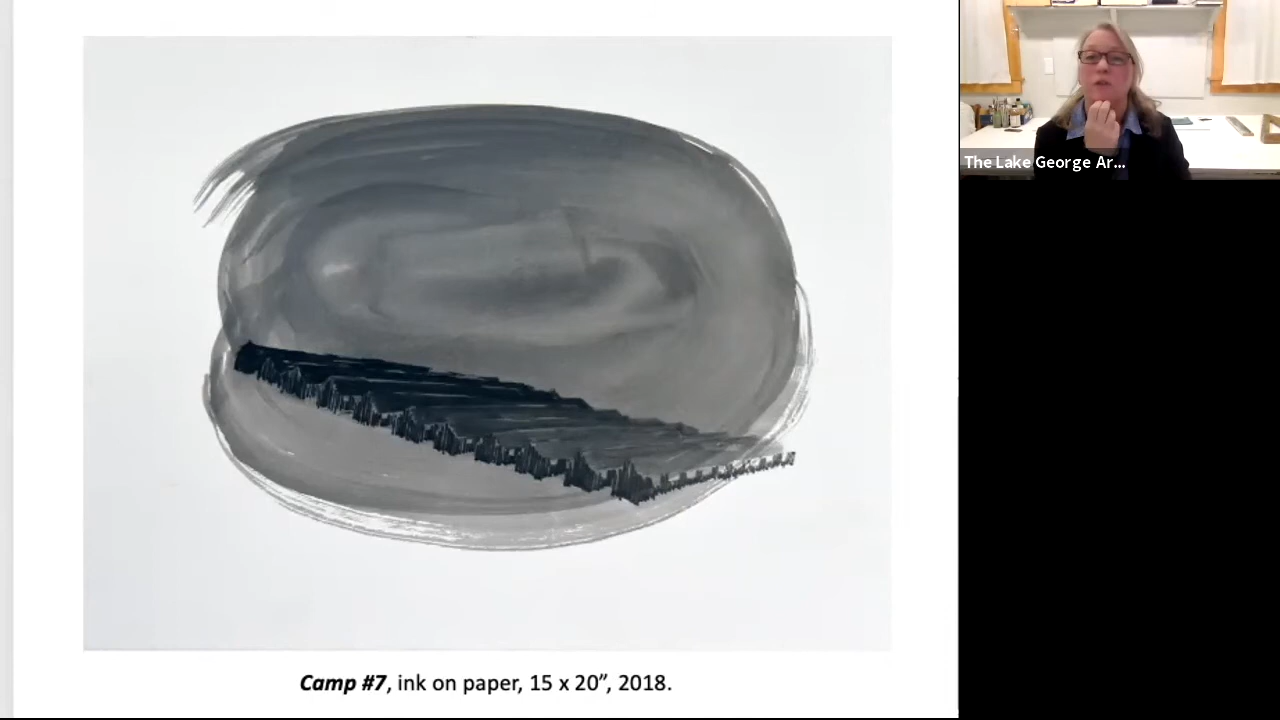 The Lake George Ar...
Camp #7, ink on paper, 15 x 20”, 2018.